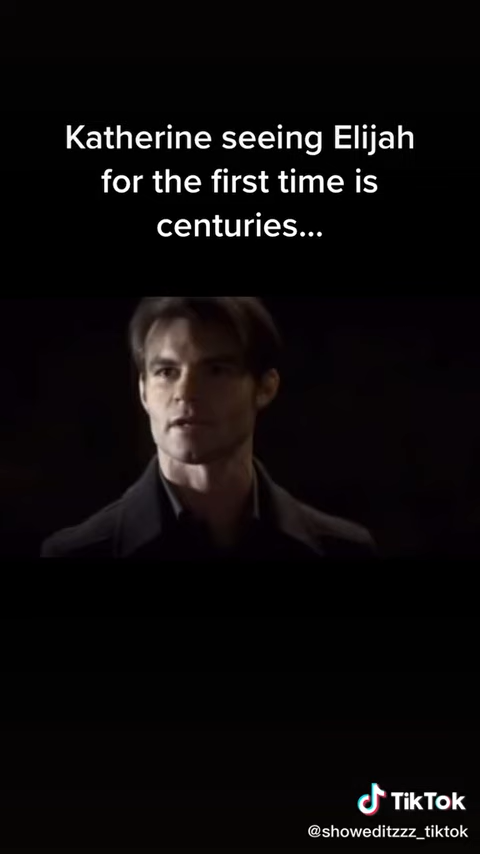 Katherine seeing Elijah
for the first time is
centuries...
TikTok
@showeditzzz_tiktok